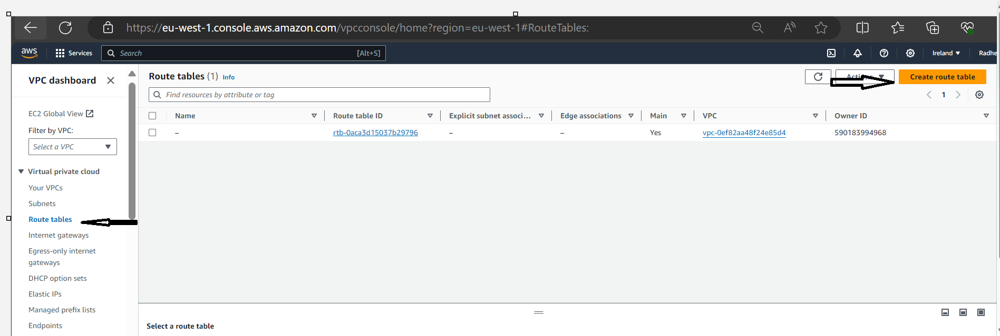 https://eu-west-1.console.aws.amazon.com/vpcconsole/home?region=eu-west-1#RouteTables:
aws Services Search [Alt+S] Ireland Radhe
VPC dashboard
EC2 Global View
Filter by VPC:
Select a VPC
Virtual private cloud
Your VPCs
Subnets
Route tables
Internet gateways
Egress-only internet
gateways
DHCP option sets
Elastic IPs
Managed prefix lists
Endpoints
Route tables (1) Info
Actions
Create route table
Find resources by attribute or tag
1
Name Route table ID Explicit subnet associ... Edge associations Main VPC Owner ID
– rtb-0aca3d15037b29796 – – Yes vpc-0ef82aa48f24e85d4 590183994968
Select a route table